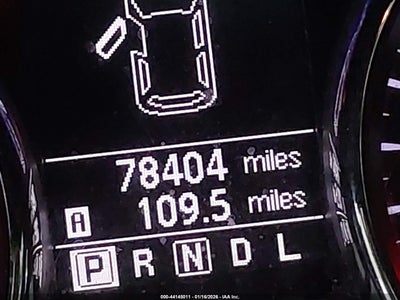 78404 miles
A 109.5 miles
P R N D L
000-44145011 - 01/16/2026 - IAA Inc.